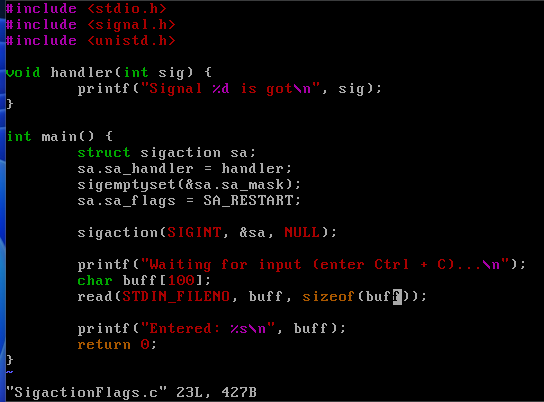 #include <stdio.h>
#include <signal.h>
#include <unistd.h>

void handler(int sig) {
        printf("Signal %d is got\n", sig);
}

int main() {
        struct sigaction sa;
        sa.sa_handler = handler;
        sigemptyset(&sa.sa_mask);
        sa.sa_flags = SA_RESTART;

        sigaction(SIGINT, &sa, NULL);

        printf("Waiting for input (enter Ctrl + C)...\n");
        char buff[100];
        read(STDIN_FILENO, buff, sizeof(buff));

        printf("Entered: %s\n", buff);
        return 0;
}
~
"SigactionFlags.c" 23L, 427B